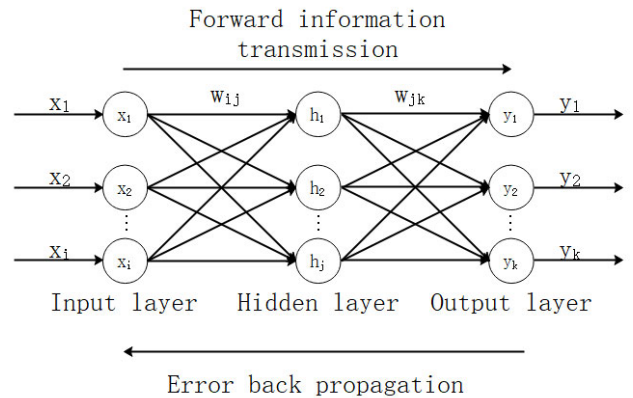 Forward information
transmission
x₁ x₁ wᵢⱼ h₁ wⱼₖ y₁ y₁
x₂ x₂ h₂ y₂ y₂
xᵢ xᵢ hⱼ yₖ yₖ
Input layer Hidden layer Output layer
Error back propagation